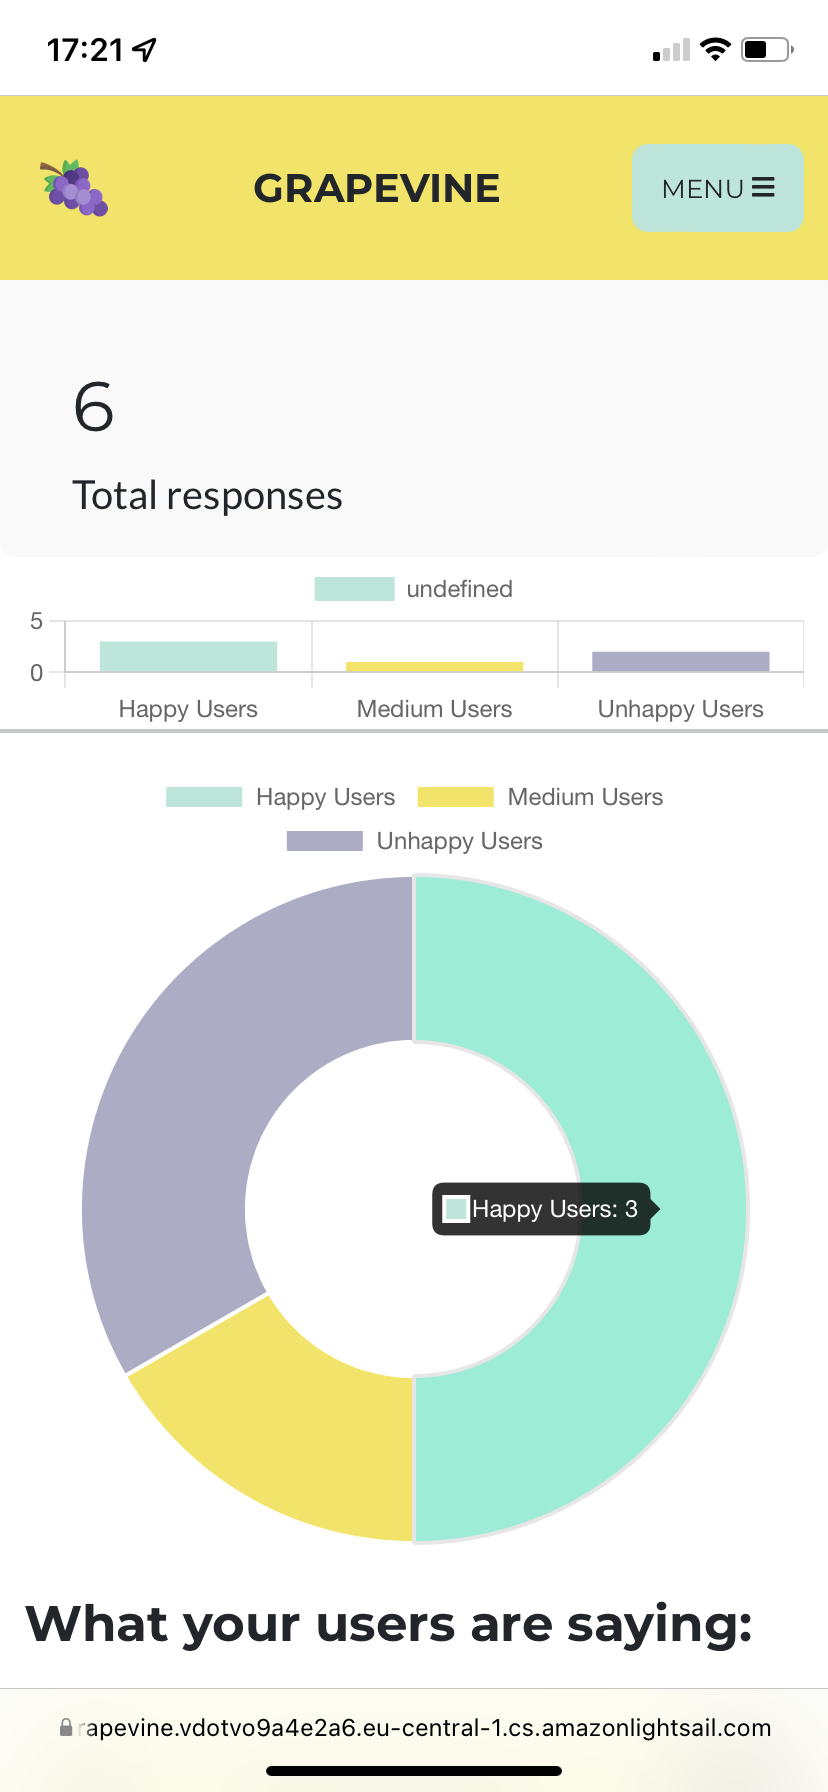 17:21
GRAPEVINE
MENU
6
Total responses
undefined
5
0
Happy Users Medium Users Unhappy Users
Happy Users Medium Users
Unhappy Users
Happy Users: 3
What your users are saying:
rapevine.vdotvo9a4e2a6.eu-central-1.cs.amazonlightsail.com